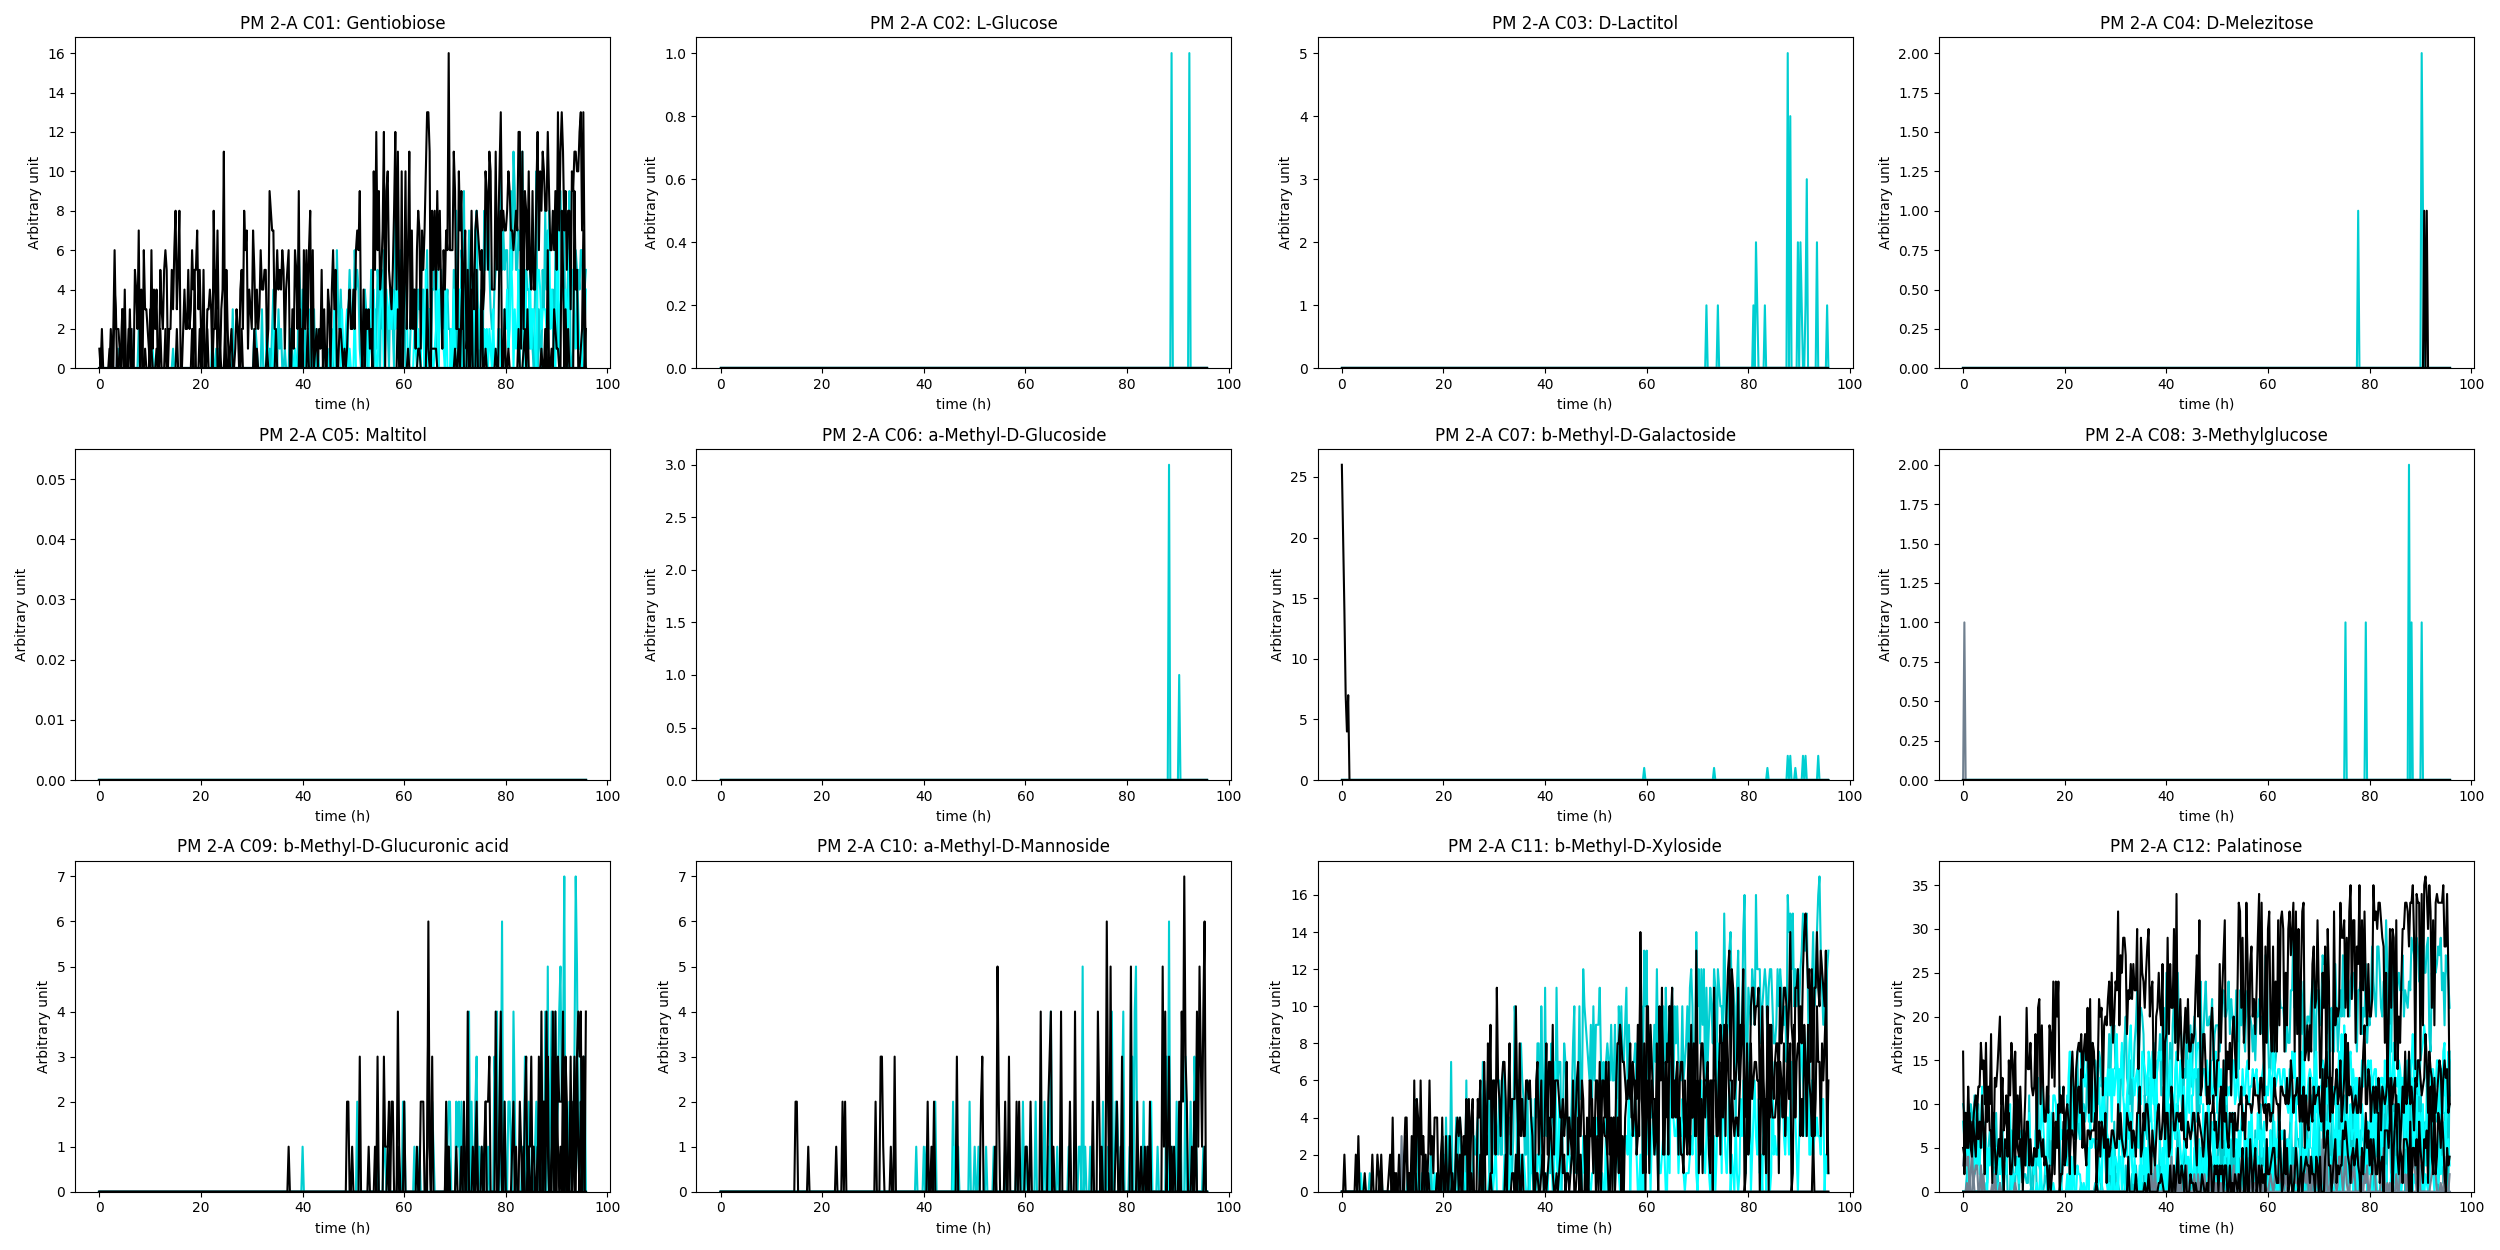 PM 2-A C01: Gentiobiose
16
14
12
10
8
6
4
2
0
Arbitrary unit
0 20 40 60 80 100
time (h)
PM 2-A C02: L-Glucose
1.0
0.8
0.6
0.4
0.2
0.0
Arbitrary unit
0 20 40 60 80 100
time (h)
PM 2-A C03: D-Lactitol
5
4
3
2
1
0
Arbitrary unit
0 20 40 60 80 100
time (h)
PM 2-A C04: D-Melezitose
2.00
1.75
1.50
1.25
1.00
0.75
0.50
0.25
0.00
Arbitrary unit
0 20 40 60 80 100
time (h)
PM 2-A C05: Maltitol
0.05
0.04
0.03
0.02
0.01
0.00
Arbitrary unit
0 20 40 60 80 100
time (h)
PM 2-A C06: a-Methyl-D-Glucoside
3.0
2.5
2.0
1.5
1.0
0.5
0.0
Arbitrary unit
0 20 40 60 80 100
time (h)
PM 2-A C07: b-Methyl-D-Galactoside
25
20
15
10
5
0
Arbitrary unit
0 20 40 60 80 100
time (h)
PM 2-A C08: 3-Methylglucose
2.00
1.75
1.50
1.25
1.00
0.75
0.50
0.25
0.00
Arbitrary unit
0 20 40 60 80 100
time (h)
PM 2-A C09: b-Methyl-D-Glucuronic acid
7
6
5
4
3
2
1
0
Arbitrary unit
0 20 40 60 80 100
time (h)
PM 2-A C10: a-Methyl-D-Mannoside
7
6
5
4
3
2
1
0
Arbitrary unit
0 20 40 60 80 100
time (h)
PM 2-A C11: b-Methyl-D-Xyloside
16
14
12
10
8
6
4
2
0
Arbitrary unit
0 20 40 60 80 100
time (h)
PM 2-A C12: Palatinose
35
30
25
20
15
10
5
0
Arbitrary unit
0 20 40 60 80 100
time (h)